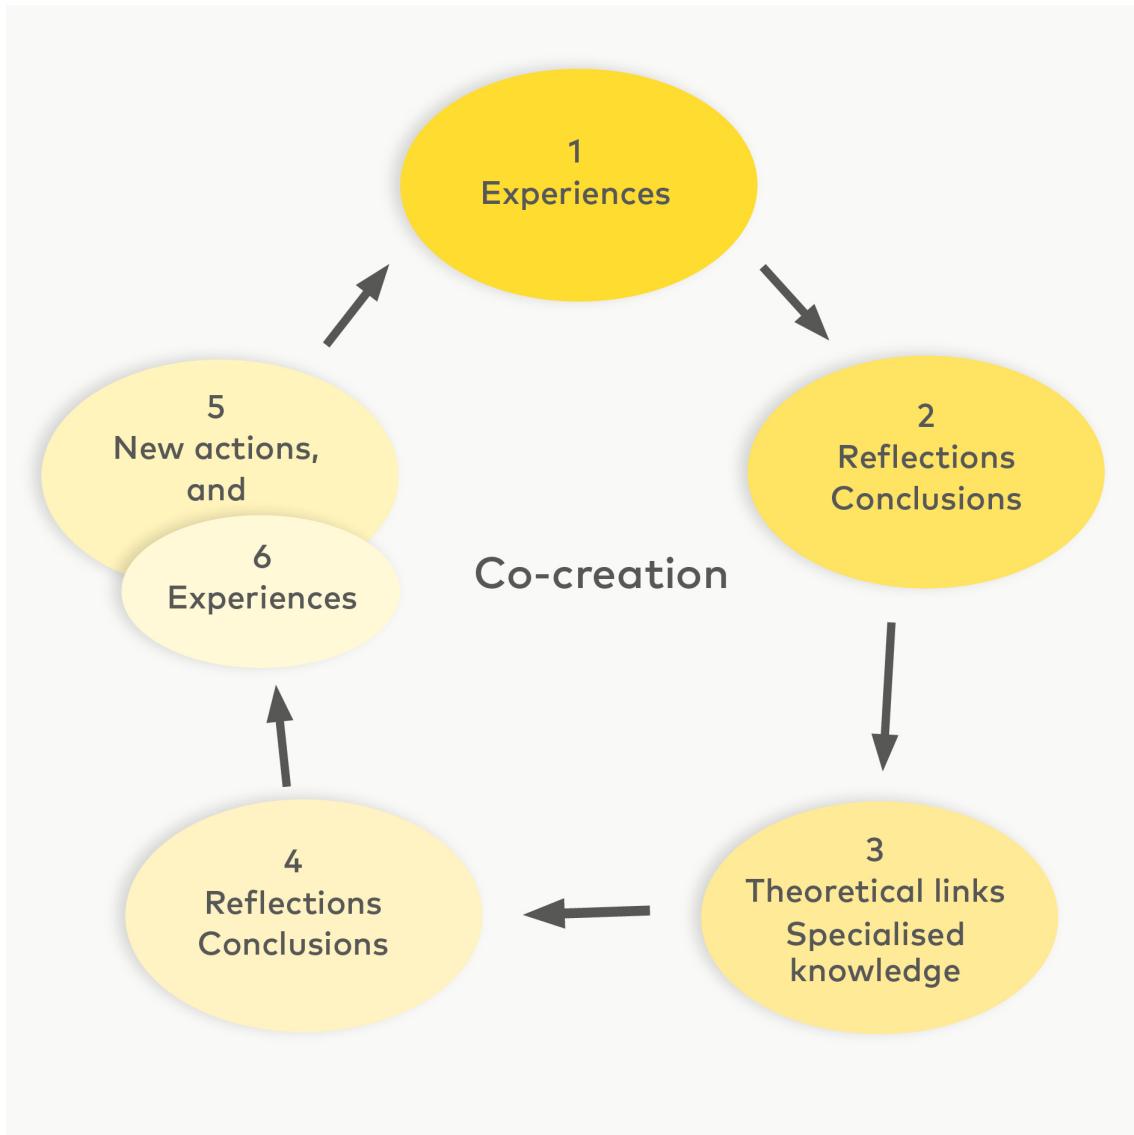 1
Experiences
2
Reflections
Conclusions
3
Theoretical links
Specialised
knowledge
4
Reflections
Conclusions
5
New actions,
and
6
Experiences
Co-creation